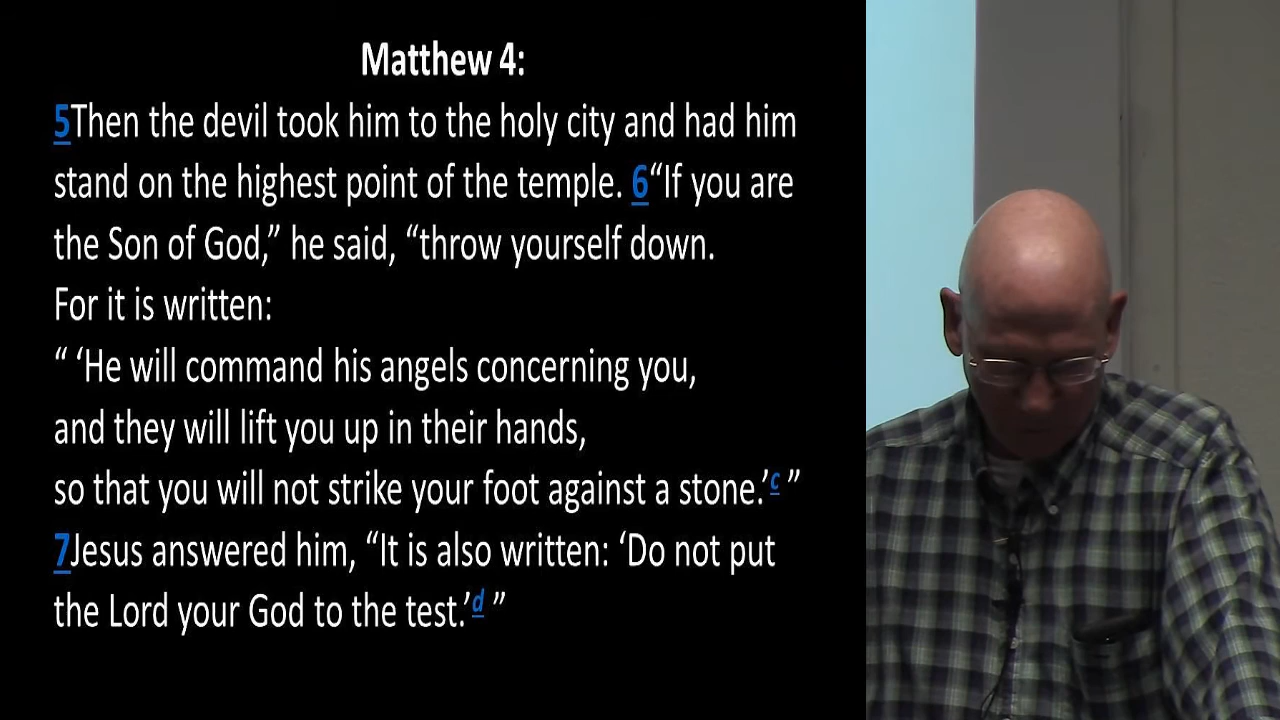 Matthew 4:
5Then the devil took him to the holy city and had him
stand on the highest point of the temple. 6“If you are
the Son of God,” he said, “throw yourself down.
For it is written:
“ ‘He will command his angels concerning you,
and they will lift you up in their hands,
so that you will not strike your foot against a stone.’c ”
7Jesus answered him, “It is also written: ‘Do not put
the Lord your God to the test.’d ”